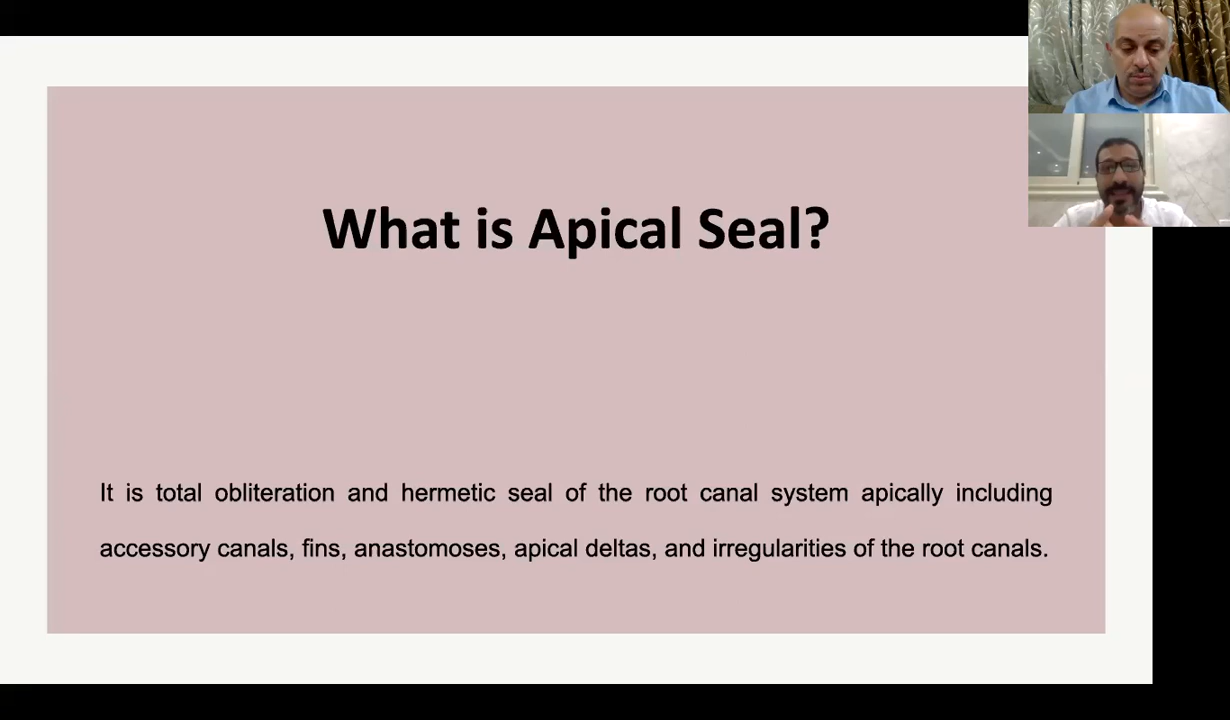 What is Apical Seal?
It is total obliteration and hermetic seal of the root canal system apically including
accessory canals, fins, anastomoses, apical deltas, and irregularities of the root canals.